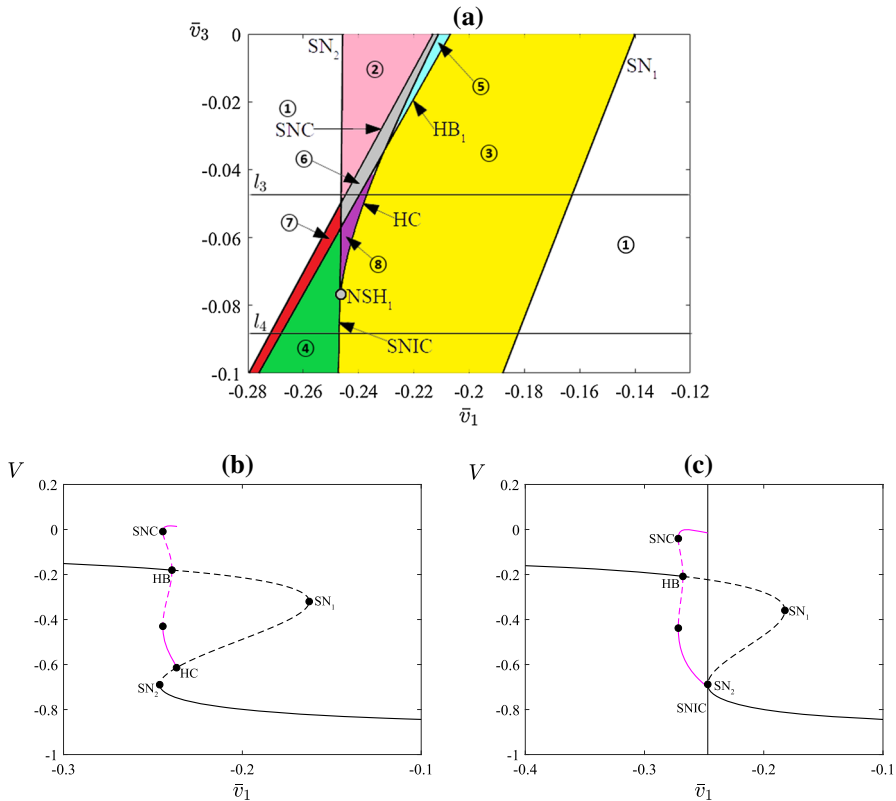 (a)
v̄₃
0
-0.02
-0.04
-0.06
-0.08
-0.1
SN₂
②
①
SNC
⑥
⑤
SN₁
HB₁
③
l₃
⑦
HC
⑧
①
NSH₁
l₄
④
SNIC
-0.28 -0.26 -0.24 -0.22 -0.2 -0.18 -0.16 -0.14 -0.12
v̄₁
(b)
V
0.2
0
-0.2
-0.4
-0.6
-0.8
-1
SNC
HB
SN₁
HC
SN₂
-0.3 -0.2 -0.1
v̄₁
(c)
V
0.2
0
-0.2
-0.4
-0.6
-0.8
-1
SNC
HB
SN₁
SN₂
SNIC
-0.4 -0.3 -0.2 -0.1
v̄₁